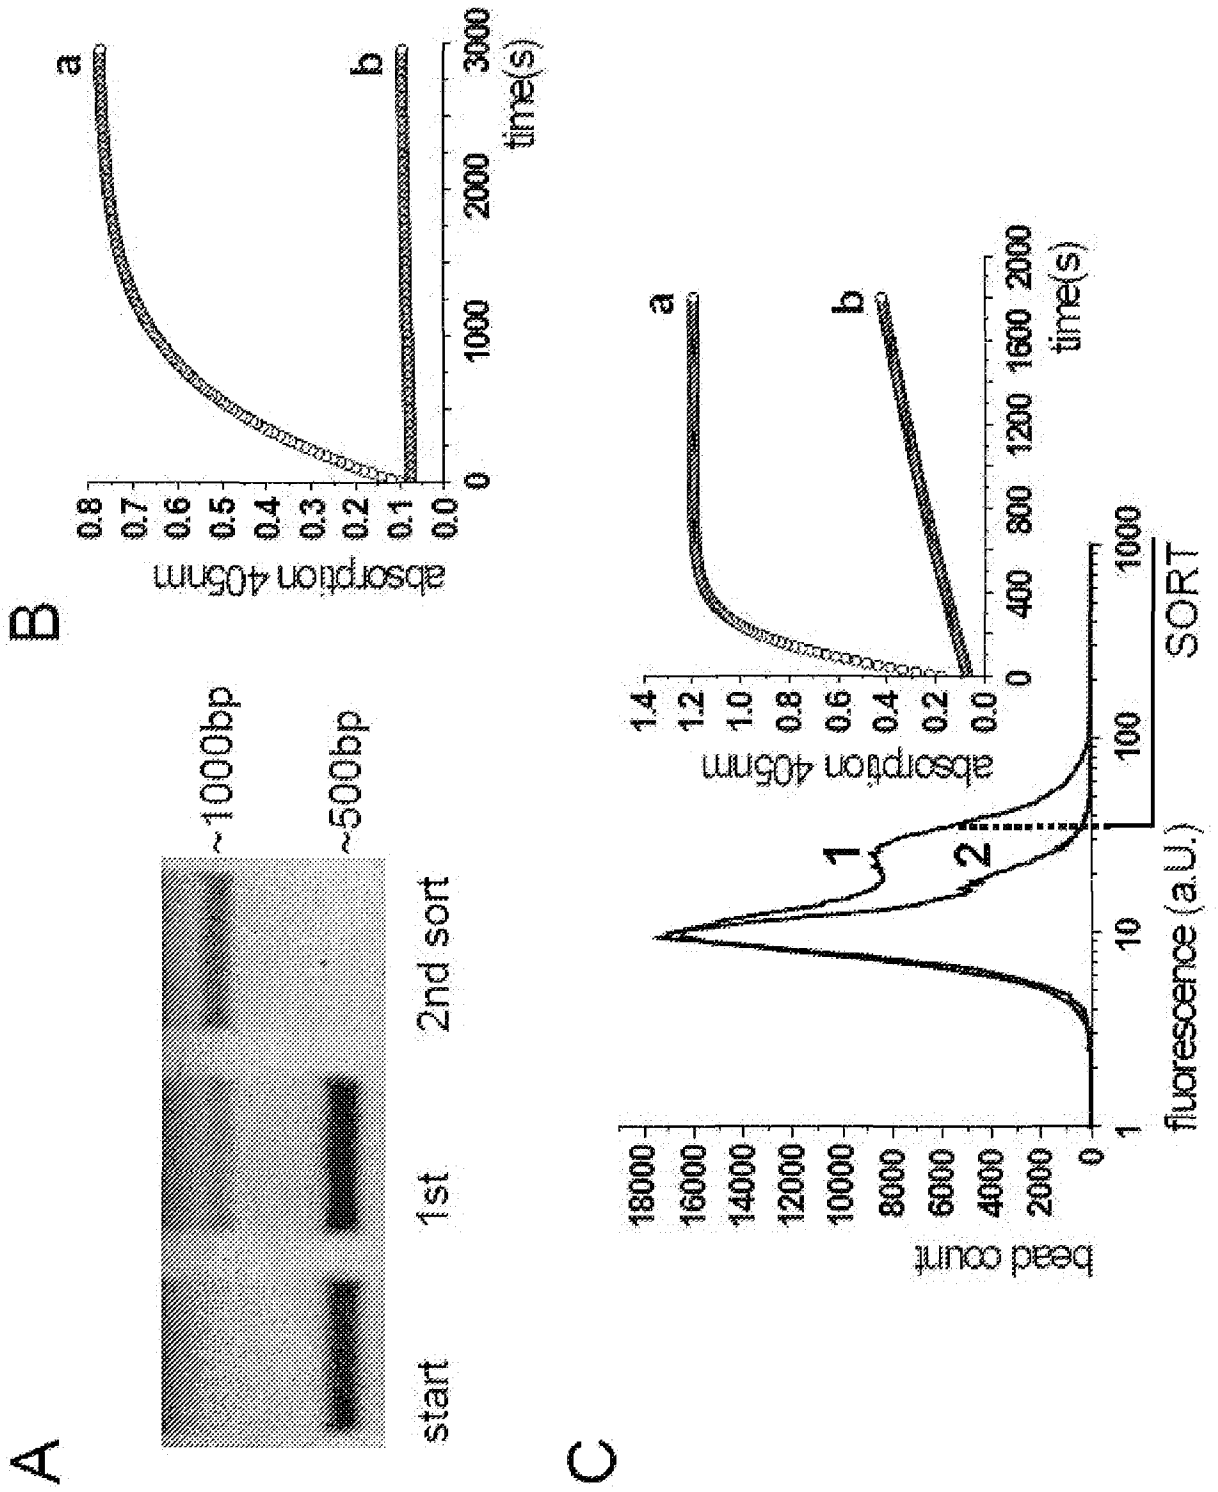 A
~1000bp
~500bp
start 1st 2nd sort
B
absorption 405nm
0.8
0.7
0.6
0.5
0.4
0.3
0.2
0.1
0.0
a
b
0 1000 2000 3000
time(s)
C
bead count
18000
16000
14000
12000
10000
8000
6000
4000
2000
0
1
2
1 10 100 1000
fluorescence (a.U.)
SORT
absorption 405nm
1.4
1.2
1.0
0.8
0.6
0.4
0.2
0.0
a
b
0 400 800 1200 1600 2000
time(s)